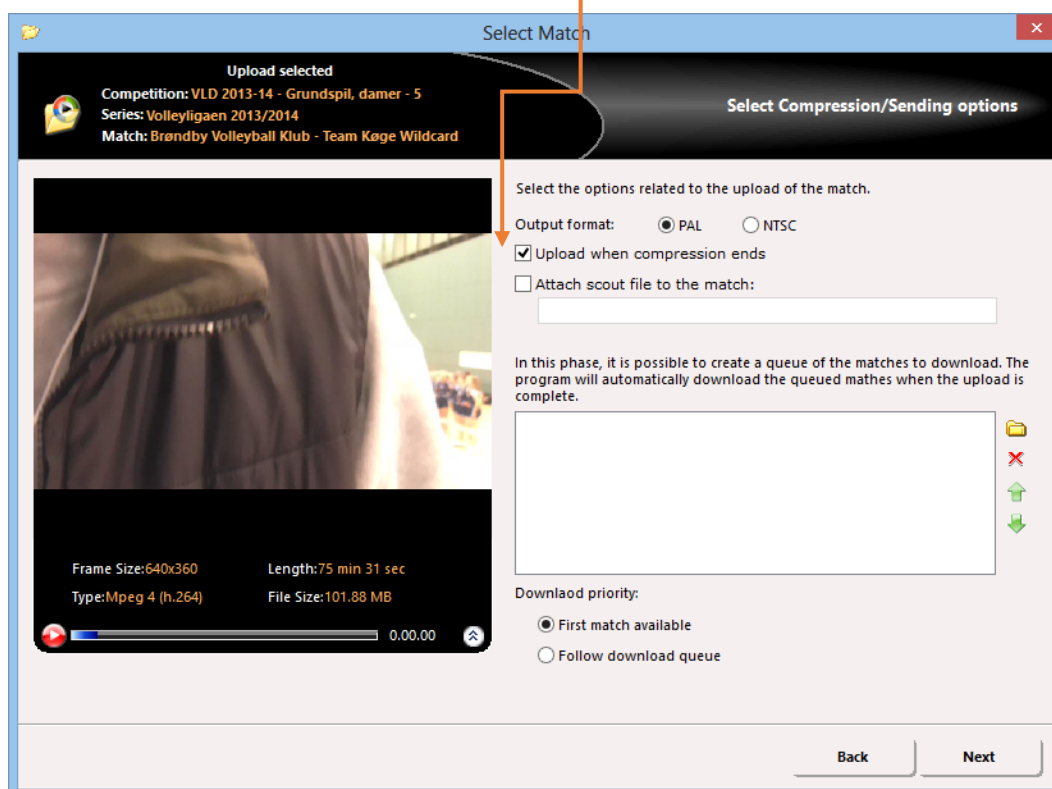 Select Match
Upload selected
Competition: VLD 2013-14 - Grundspil, damer - 5
Series: Volleyligaen 2013/2014
Match: Brøndby Volleyball Klub - Team Køge Wildcard
Select Compression/Sending options
Select the options related to the upload of the match.
Output format: PAL NTSC
Upload when compression ends
Attach scout file to the match:
In this phase, it is possible to create a queue of the matches to download. The
program will automatically download the queued mathes when the upload is
complete.
Frame Size:640x360 Length:75 min 31 sec
Type:Mpeg 4 (h.264) File Size:101.88 MB
0.00.00
Downlaod priority:
First match available
Follow download queue
Back Next